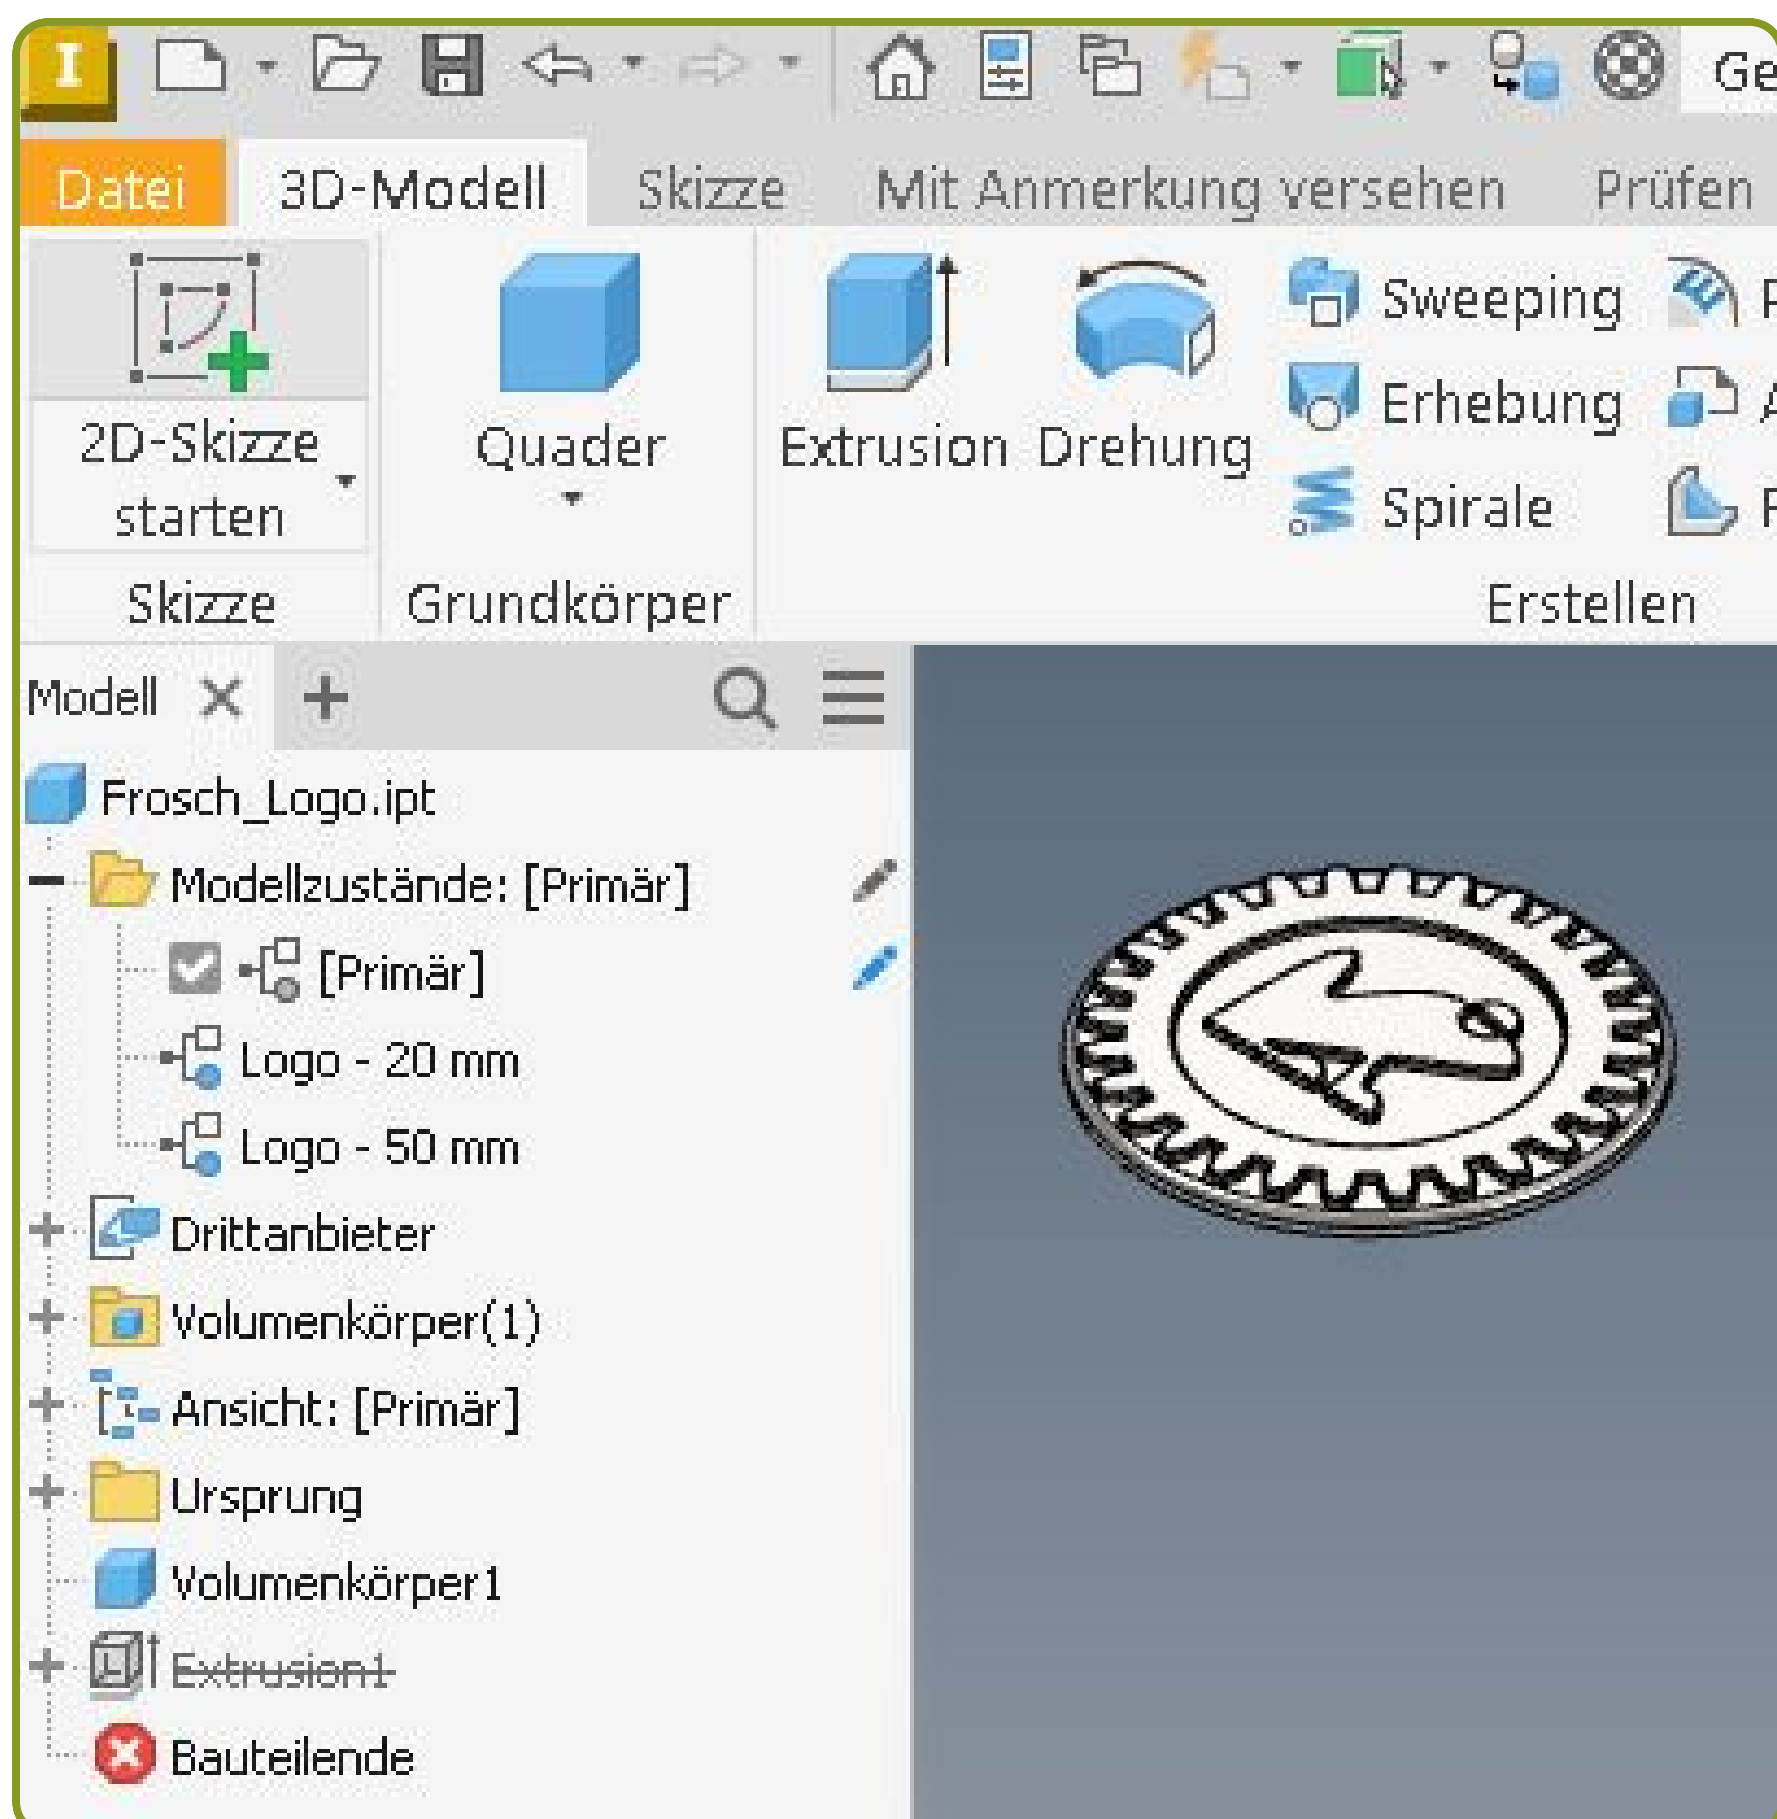 I
Ge
Datei 3D-Modell Skizze Mit Anmerkung versehen Prüfen
2D-Skizze
starten
Quader
Extrusion
Drehung
Sweeping
Erhebung
Spirale
Skizze Grundkörper Erstellen
Modell
Frosch_Logo.ipt
Modellzustände: [Primär]
[Primär]
Logo - 20 mm
Logo - 50 mm
Drittanbieter
Volumenkörper(1)
Ansicht: [Primär]
Ursprung
Volumenkörper1
Extrusion1
Bauteilende